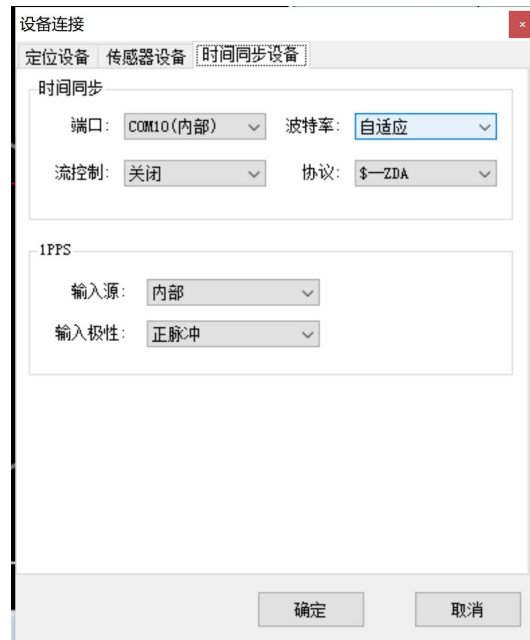 设备连接
定位设备 传感器设备 时间同步设备
时间同步
端口: COM10(内部) 波特率: 自适应
流控制: 关闭 协议: $—ZDA
1PPS
输入源: 内部
输入极性: 正脉冲
确定 取消